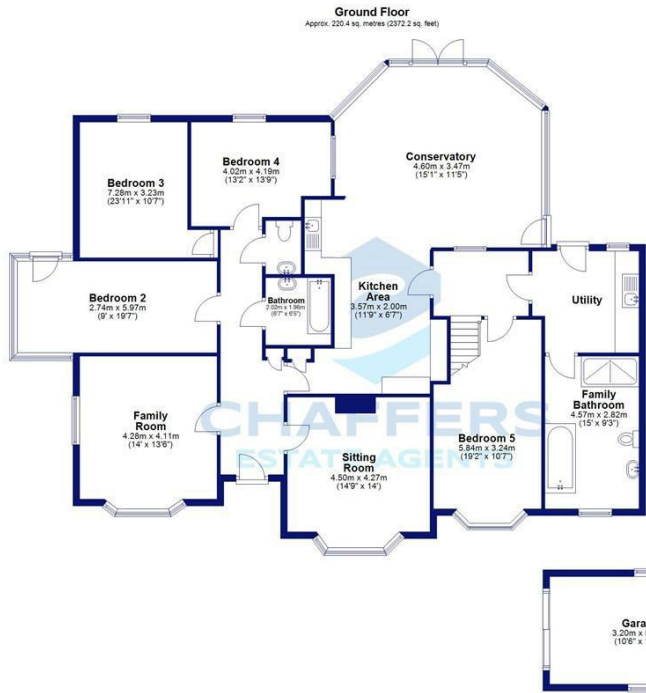 Ground Floor
Approx. 220.4 sq. metres (2372.2 sq. feet)
Bedroom 3
7.28m x 3.23m
(23'11" x 10'7")
Bedroom 4
4.02m x 4.19m
(13'2" x 13'9")
Conservatory
4.60m x 3.47m
(15'1" x 11'5")
Bedroom 2
2.74m x 5.97m
(9' x 19'7")
Bathroom
2.02m x 1.96m
(6'7" x 6'5")
Kitchen
Area
3.57m x 2.00m
(11'9" x 6'7")
Utility
Family
Room
4.28m x 4.11m
(14' x 13'6")
Sitting
Room
4.50m x 4.27m
(14'9" x 14')
Bedroom 5
5.84m x 3.24m
(19'2" x 10'7")
Family
Bathroom
4.57m x 2.82m
(15' x 9'3")
CHAFFERS
ESTATE AGENTS
Gara
3.20m x
(10'6" x